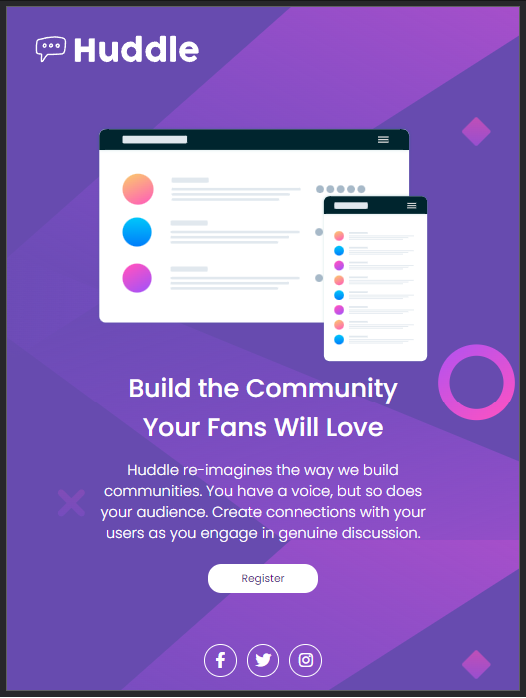 Huddle
Build the Community
Your Fans Will Love
Huddle re-imagines the way we build
communities. You have a voice, but so does
your audience. Create connections with your
users as you engage in genuine discussion.
Register